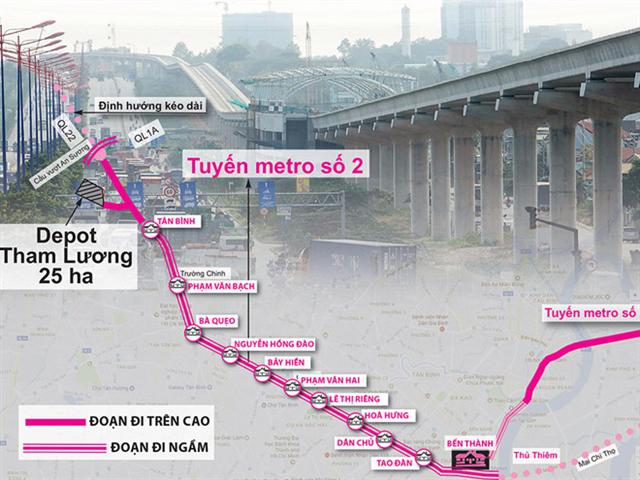 Định hướng kéo dài
QL22
QL1A
Cầu vượt An Sương
Tuyến metro số 2
Depot
Tham Lương
25 ha
TÂN BÌNH
Trường Chinh
PHẠM VĂN BẠCH
BÀ QUẸO
NGUYỄN HỒNG ĐÀO
BẢY HIỀN
PHẠM VĂN HAI
LÊ THỊ RIÊNG
HOÀ HƯNG
DÂN CHỦ
TAO ĐÀN
BẾN THÀNH
Tuyến metro số
Thủ Thiêm
Mai Chí Thọ
ĐOẠN ĐI TRÊN CAO
ĐOẠN ĐI NGẦM